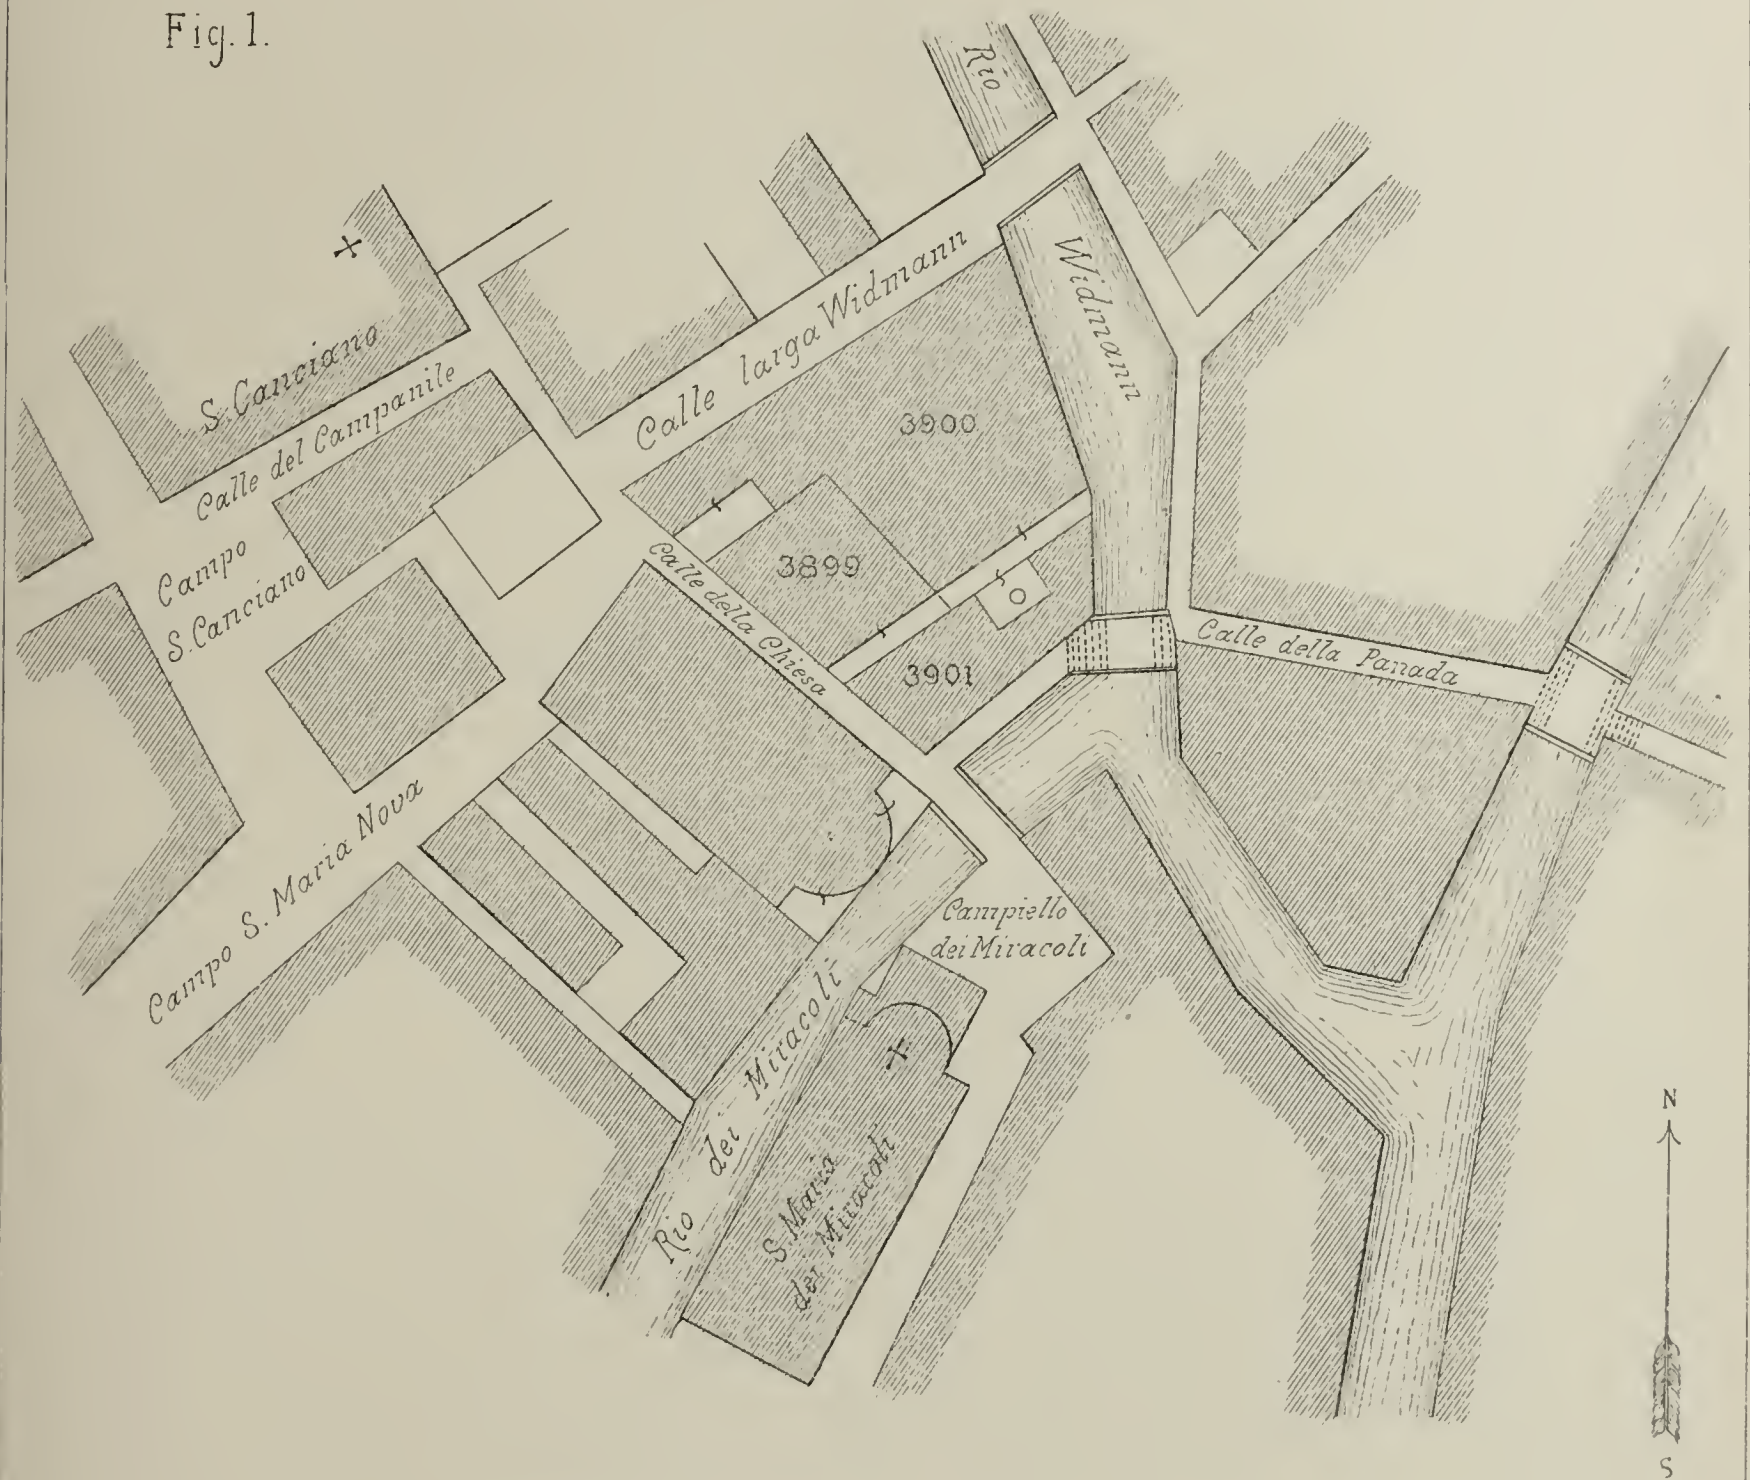 Fig. 1.
Rio
Widmann
S. Canciano
Calle del Campanile
Calle larga Widmann
3900
Campo
S. Canciano
3899
Calle della Chiesa
3901
Calle della Panada
Campo S. Maria Nova
Campiello
dei Miracoli
Rio dei Miracoli
S. Maria
dei Miracoli
N
S